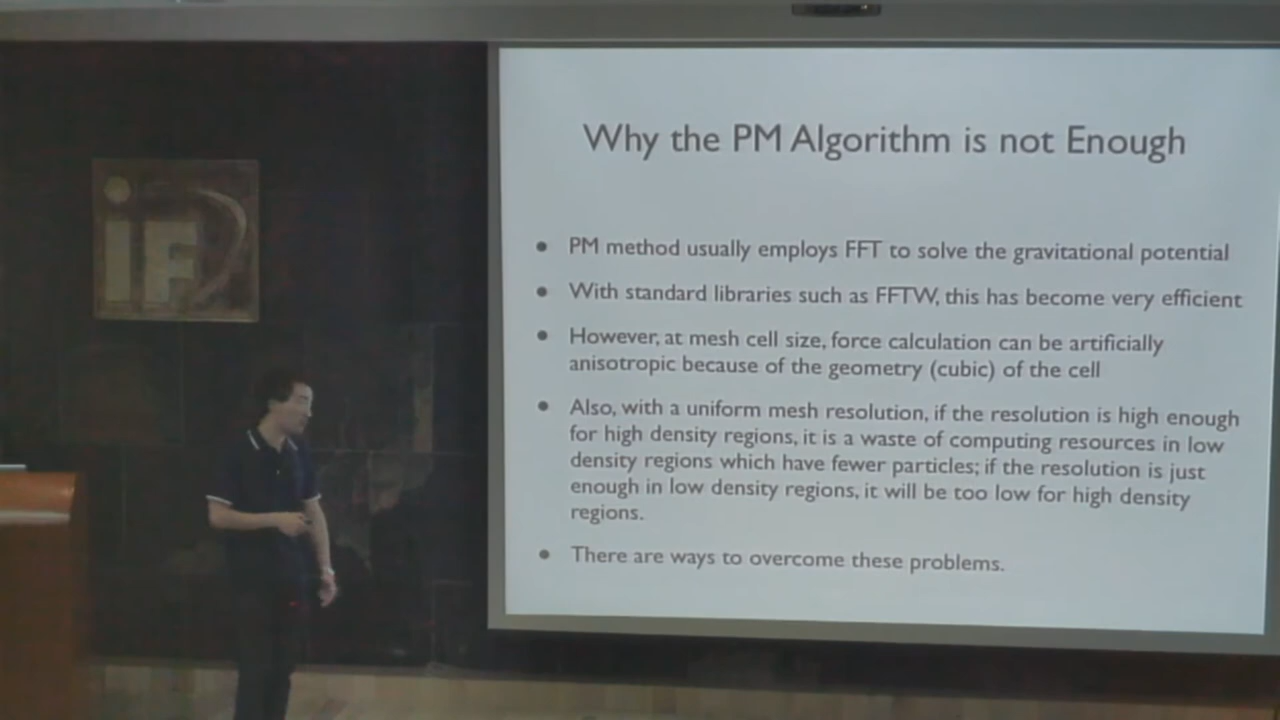 iF
Why the PM Algorithm is not Enough
• PM method usually employs FFT to solve the gravitational potential
• With standard libraries such as FFTW, this has become very efficient
• However, at mesh cell size, force calculation can be artificially
anisotropic because of the geometry (cubic) of the cell
• Also, with a uniform mesh resolution, if the resolution is high enough
for high density regions, it is a waste of computing resources in low
density regions which have fewer particles; if the resolution is just
enough in low density regions, it will be too low for high density
regions.
• There are ways to overcome these problems.